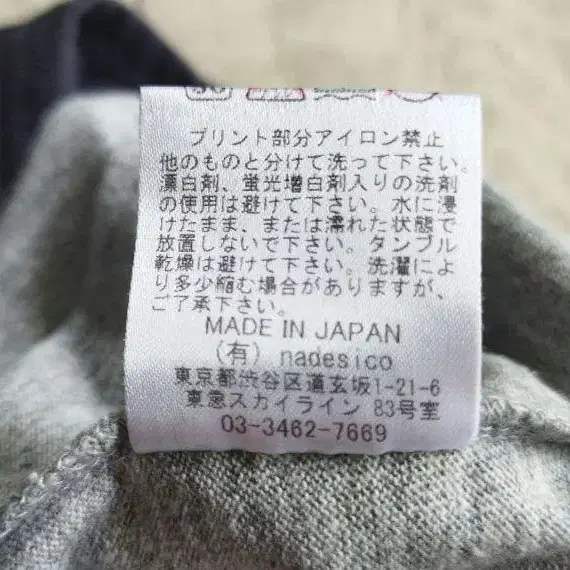 プリント部分アイロン禁止
他のものと分けて洗って下さい。
漂白剤、蛍光増白剤入りの洗剤
の使用は避けて下さい。水に浸
けたまま、または濡れた状態で
放置しないで下さい。タンブル
乾燥は避けて下さい。洗濯によ
り多少縮む場合がありますが、
ご了承下さい。
MADE IN JAPAN
(有) nadesico
東京都渋谷区道玄坂1-21-6
東急スカイライン 83号室
03-3462-7669